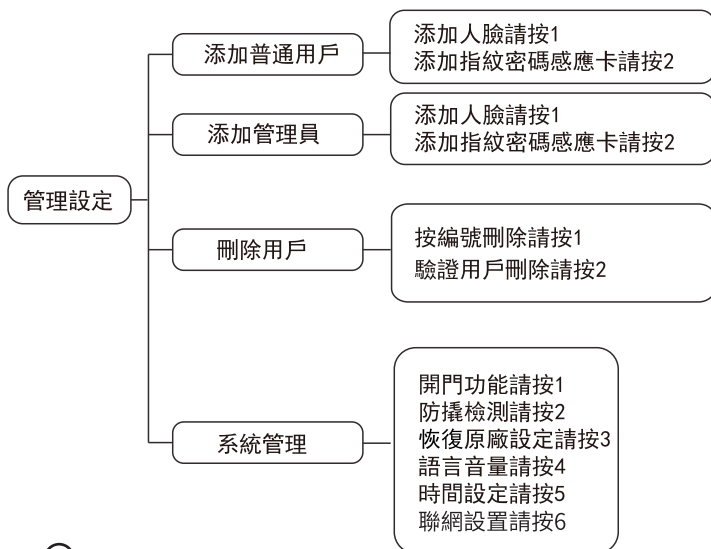 管理設定
添加普通用戶
添加人臉請按1
添加指紋密碼感應卡請按2
添加管理員
添加人臉請按1
添加指紋密碼感應卡請按2
刪除用戶
按編號刪除請按1
驗證用戶刪除請按2
系統管理
開門功能請按1
防撬檢測請按2
恢復原廠設定請按3
語言音量請按4
時間設定請按5
聯網設置請按6